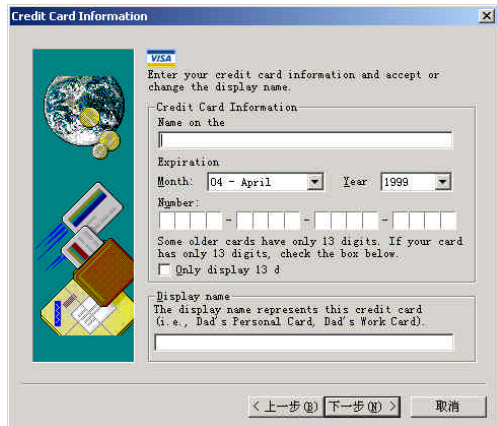 Credit Card Information
VISA
Enter your credit card information and accept or
change the display name.
Credit Card Information
Name on the
Expiration
Month: 04 - April Year 1999
Number:
- - -
Some older cards have only 13 digits. If your card
has only 13 digits, check the box below.
Only display 13 d
Display name
The display name represents this credit card
(i.e., Dad's Personal Card, Dad's Work Card).
< 上一步(B) 下一步(N) > 取消